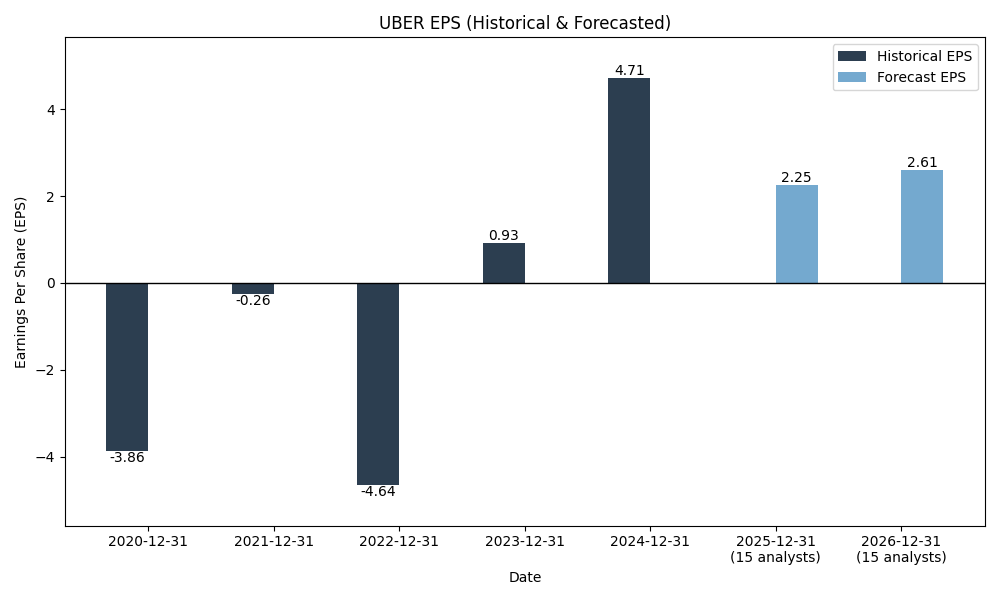 UBER EPS (Historical & Forecasted)
Historical EPS
Forecast EPS
Earnings Per Share (EPS)
4
2
0
−2
−4
-3.86
-0.26
-4.64
0.93
4.71
2.25
2.61
2020-12-31
2021-12-31
2022-12-31
2023-12-31
2024-12-31
2025-12-31
(15 analysts)
2026-12-31
(15 analysts)
Date